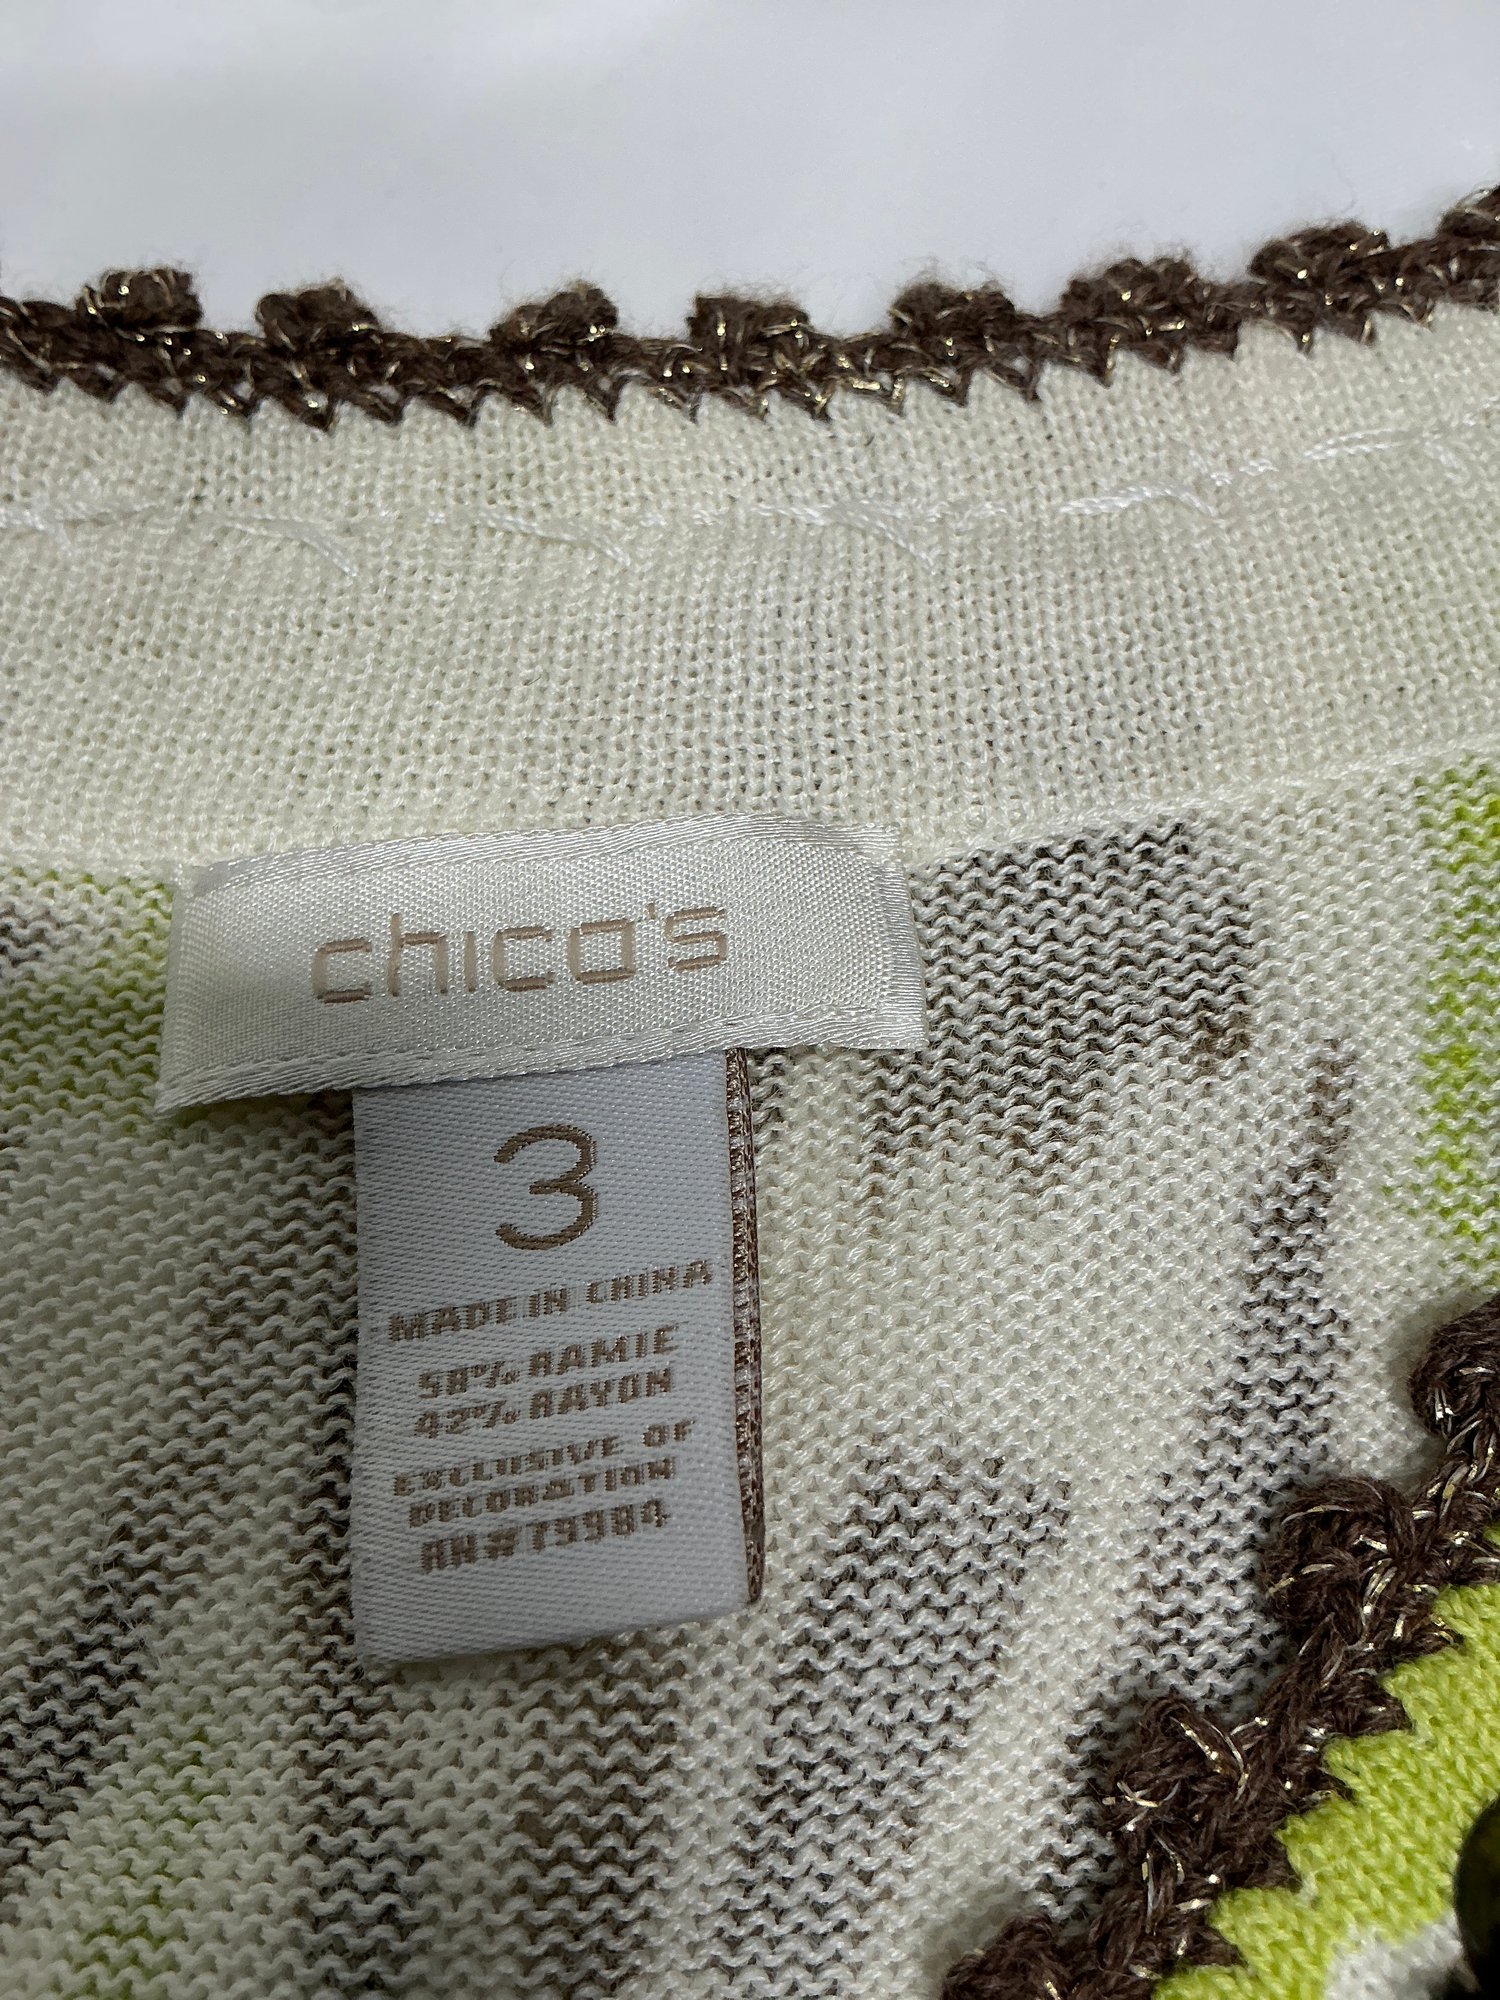 chico's
3
MADE IN CHINA
58% RAMIE
42% RAYON
EXCLUSIVE OF
DECORATION
RN#79984